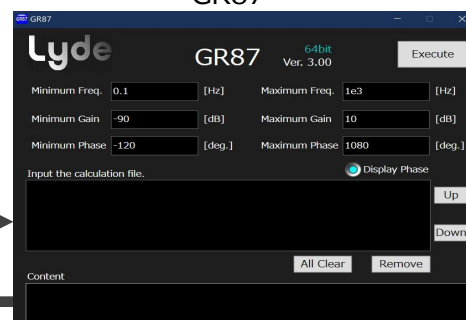 GR87
GR87 GR87
Lyde GR87 64bit Ver. 3.00 Execute
Minimum Freq. 0.1 [Hz] Maximum Freq. 1e3 [Hz]
Minimum Gain -90 [dB] Maximum Gain 10 [dB]
Minimum Phase -120 [deg.] Maximum Phase 1080 [deg.]
Input the calculation file. Display Phase
Up
Down
All Clear Remove
Content